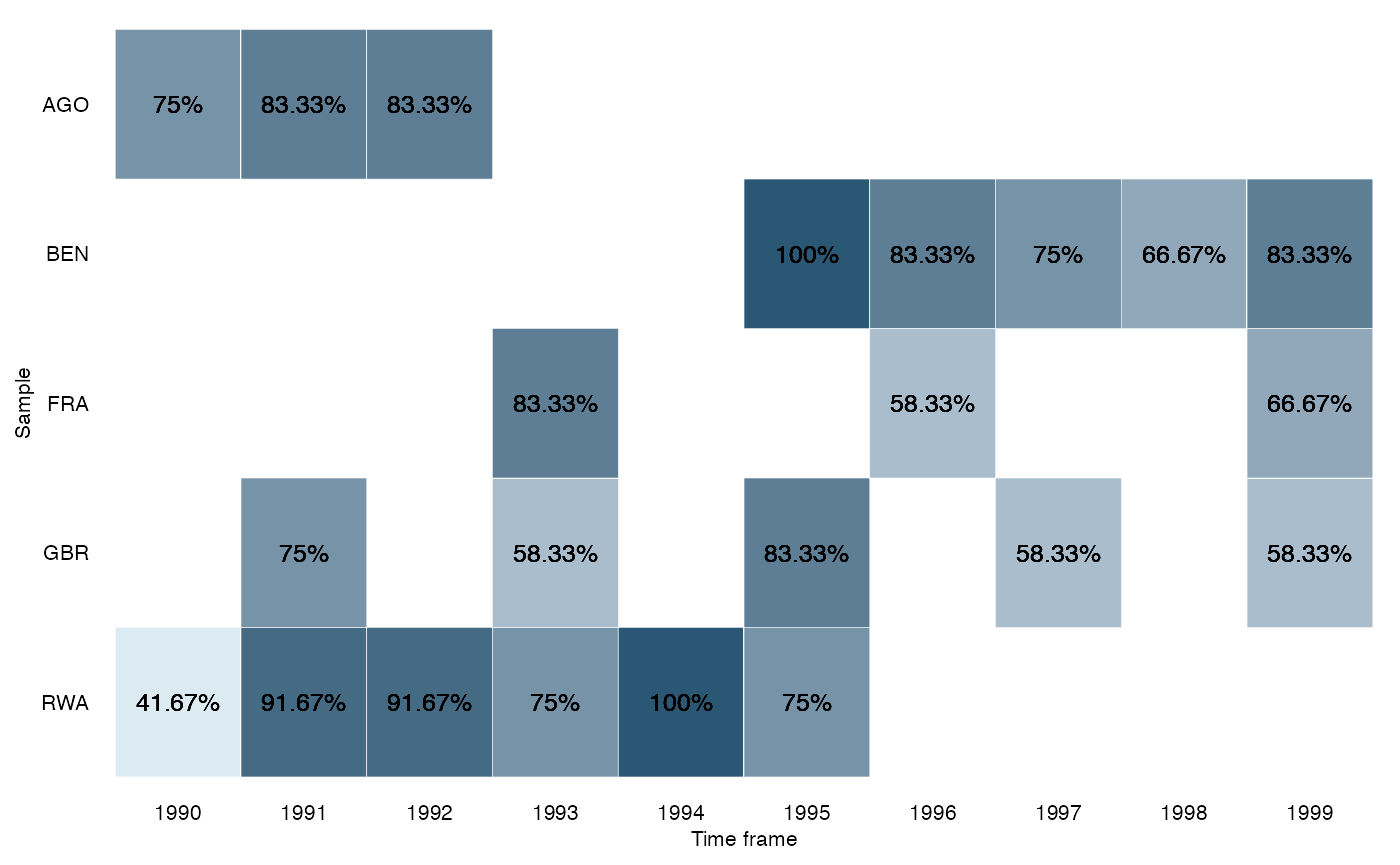 AGO 75% 83.33% 83.33%
BEN 100% 83.33% 75% 66.67% 83.33%
Sample
FRA 83.33% 58.33% 66.67%
GBR 75% 58.33% 83.33% 58.33% 58.33%
RWA 41.67% 91.67% 91.67% 75% 100% 75%
1990 1991 1992 1993 1994 1995 1996 1997 1998 1999
Time frame